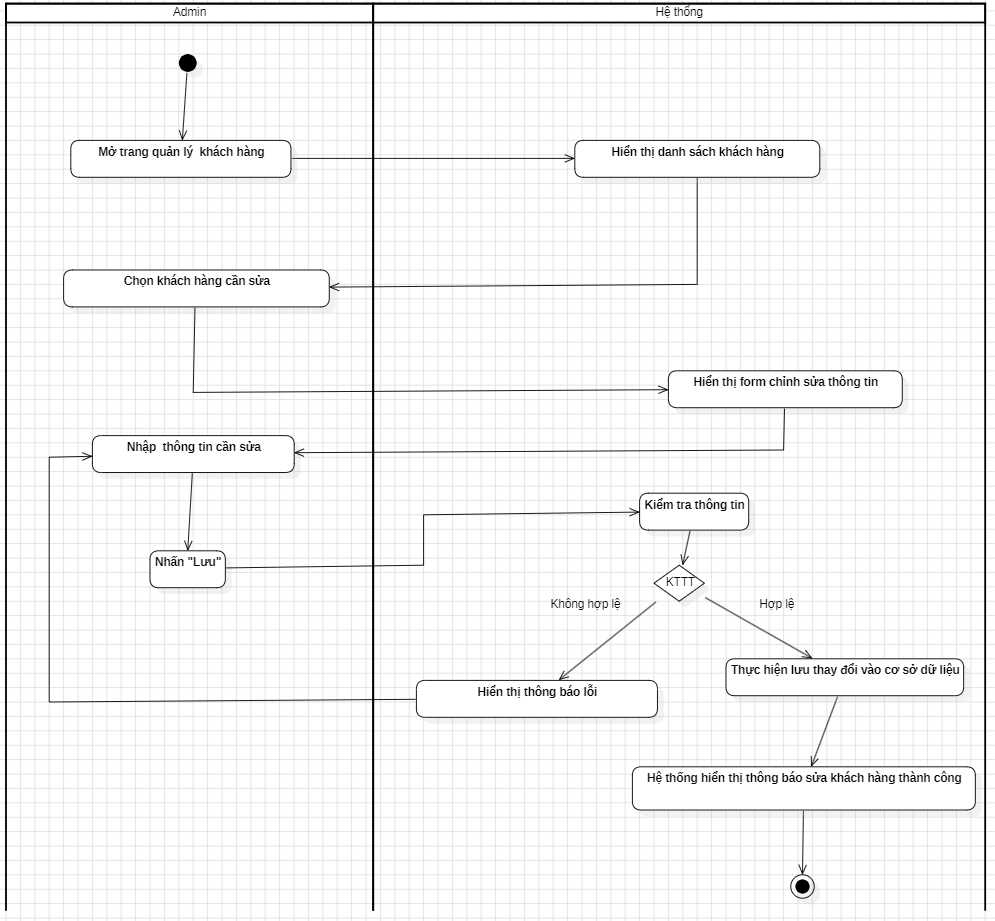 Admin
Hệ thống
Mở trang quản lý  khách hàng
Hiển thị danh sách khách hàng
Chọn khách hàng cần sửa
Hiển thị form chỉnh sửa thông tin
Nhập  thông tin cần sửa
Kiểm tra thông tin
Nhấn "Lưu"
KTTT
Không hợp lệ
Hợp lệ
Thực hiện lưu thay đổi vào cơ sở dữ liệu
Hiển thị thông báo lỗi
Hệ thống hiển thị thông báo sửa khách hàng thành công